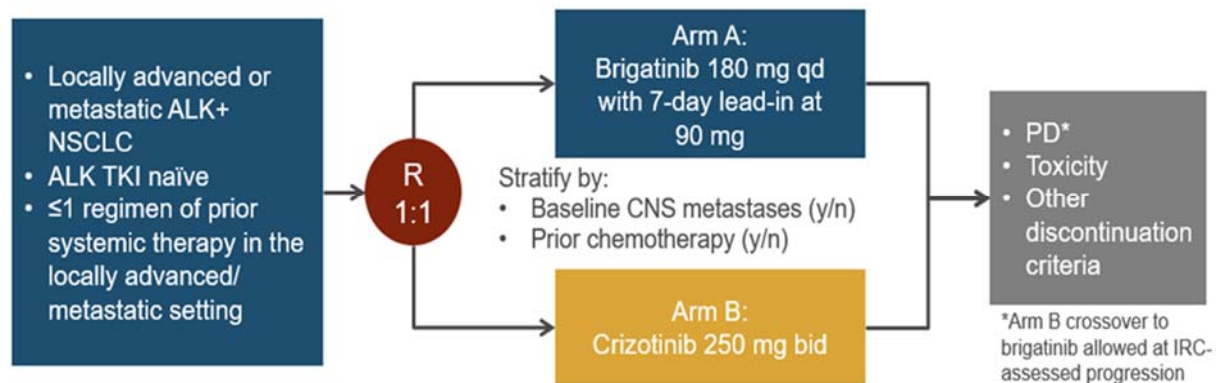 • Locally advanced or
metastatic ALK+
NSCLC
• ALK TKI naïve
• ≤1 regimen of prior
systemic therapy in the
locally advanced/
metastatic setting
R
1:1
Arm A:
Brigatinib 180 mg qd
with 7-day lead-in at
90 mg
Stratify by:
• Baseline CNS metastases (y/n)
• Prior chemotherapy (y/n)
Arm B:
Crizotinib 250 mg bid
• PD*
• Toxicity
• Other
discontinuation
criteria
*Arm B crossover to
brigatinib allowed at IRC-
assessed progression